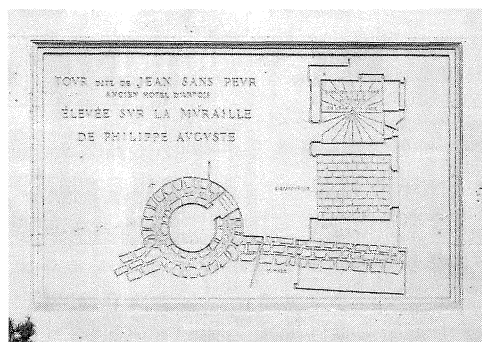 TOVR DITE DE JEAN SANS PEVR
ANCIEN HOTEL D'ARTOIS
ÉLEVÉE SVR LA MVRAILLE
DE PHILIPPE AVGVSTE